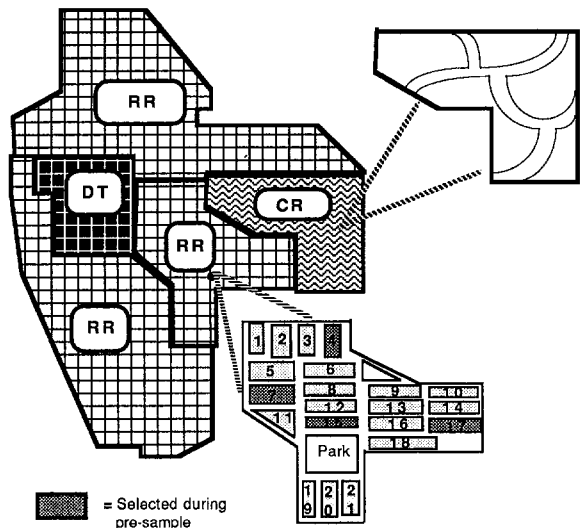 RR
DT
CR
RR
RR
1 2 3 4
5 6
7 8 9 10
11 12 13 14
16 17
18
Park
19 20 21
= Selected during
pre-sample